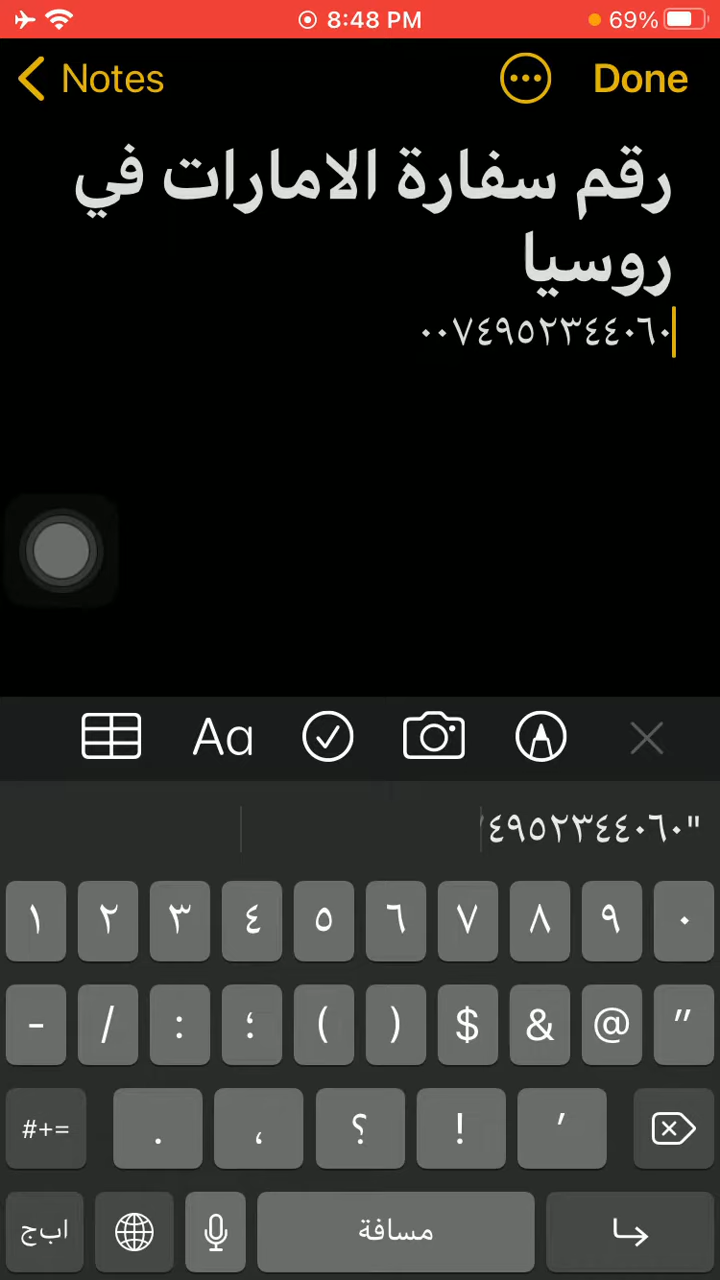 8:48 PM
69%
Notes
Done
رقم سفارة الامارات في
روسيا
٠٠٧٤٩٥٢٣٤٤٠٦٠
Aa
٤٩٥٢٣٤٤٠٦٠"
١ ٢ ٣ ٤ ٥ ٦ ٧ ٨ ٩ ٠
- / : ؛ ( ) $ & @ "
#+= . ، ؟ ! '
اب‌ج مسافة